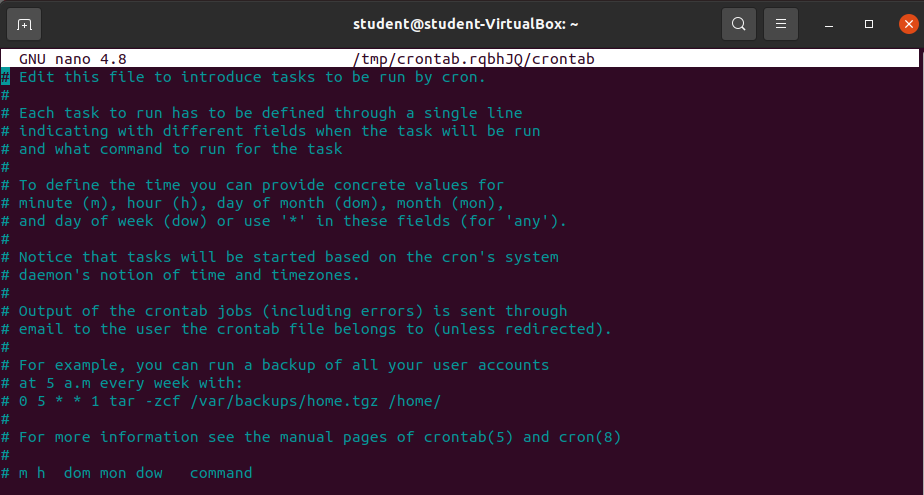 student@student-VirtualBox: ~
GNU nano 4.8 /tmp/crontab.rqbhJQ/crontab
# Edit this file to introduce tasks to be run by cron.
#
# Each task to run has to be defined through a single line
# indicating with different fields when the task will be run
# and what command to run for the task
#
# To define the time you can provide concrete values for
# minute (m), hour (h), day of month (dom), month (mon),
# and day of week (dow) or use '*' in these fields (for 'any').
#
# Notice that tasks will be started based on the cron's system
# daemon's notion of time and timezones.
#
# Output of the crontab jobs (including errors) is sent through
# email to the user the crontab file belongs to (unless redirected).
#
# For example, you can run a backup of all your user accounts
# at 5 a.m every week with:
# 0 5 * * 1 tar -zcf /var/backups/home.tgz /home/
#
# For more information see the manual pages of crontab(5) and cron(8)
#
# m h  dom mon dow   command